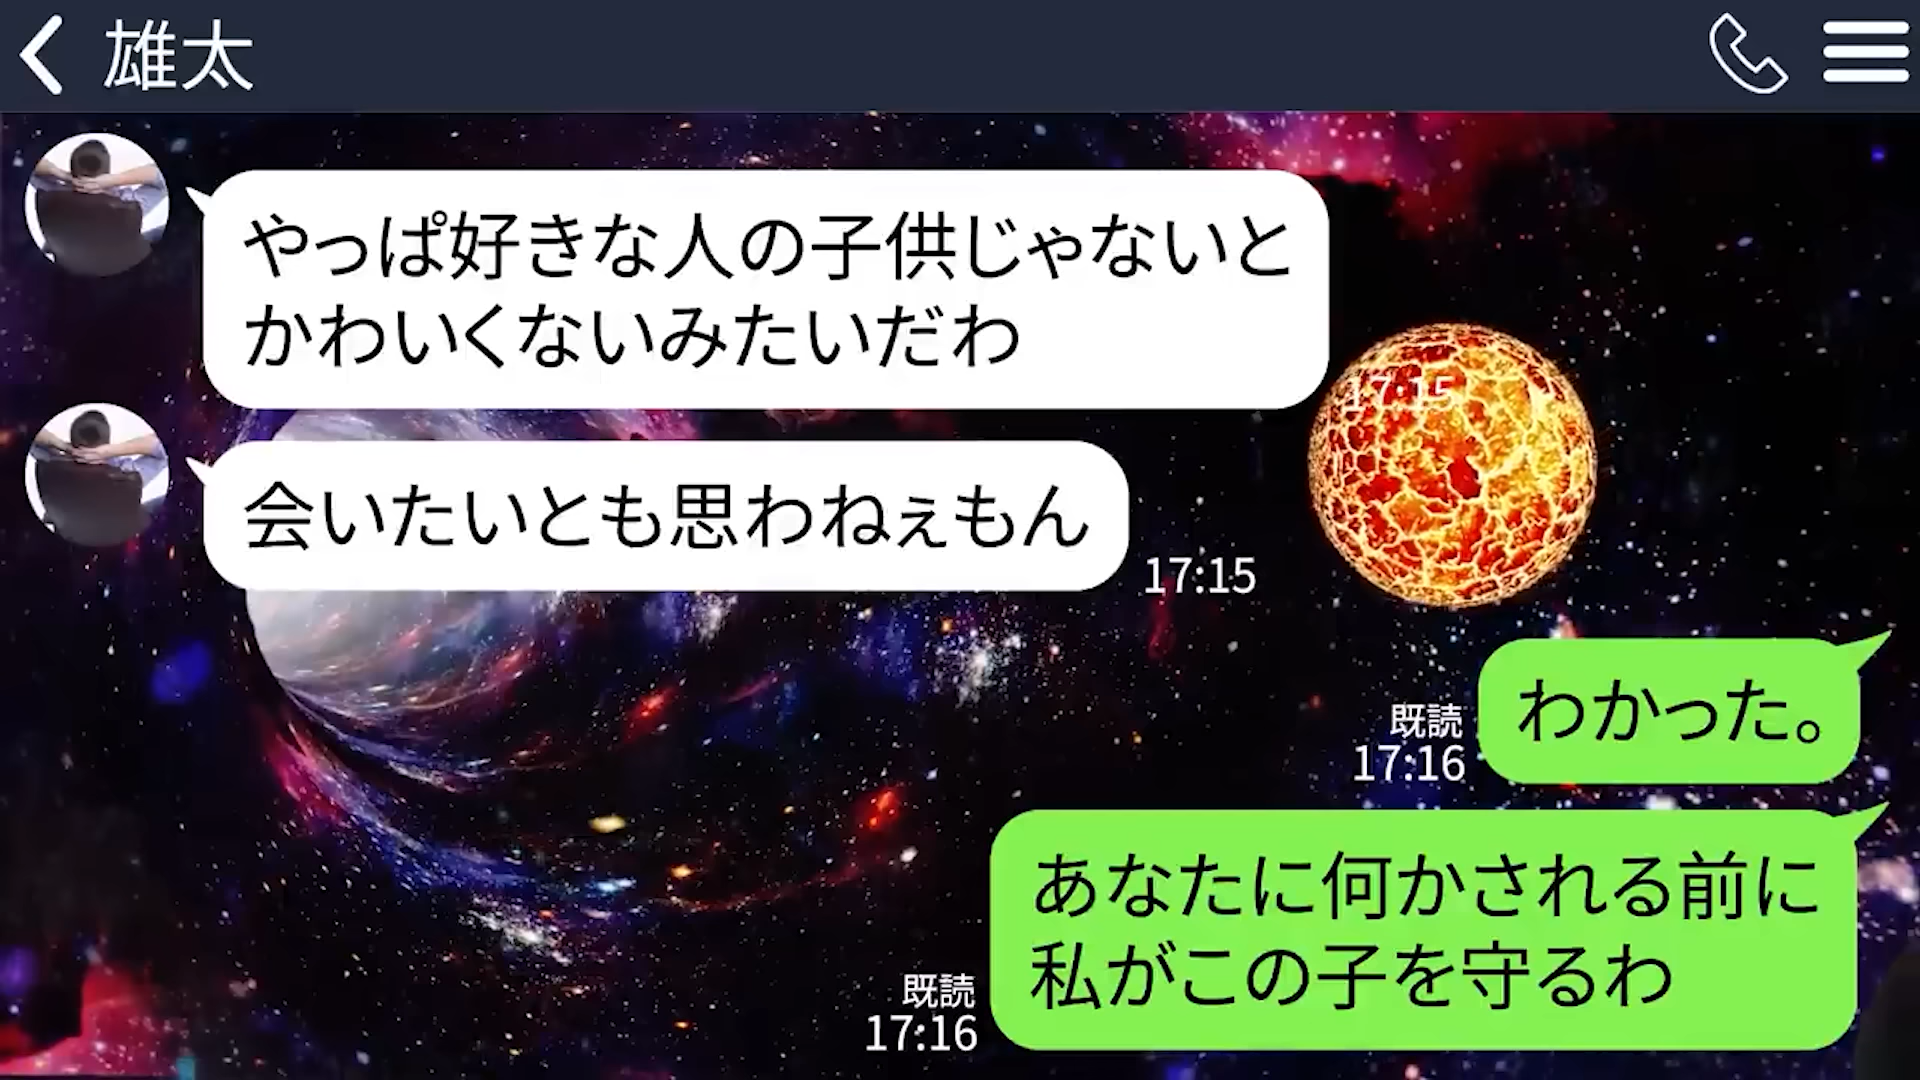 雄太
やっぱ好きな人の子供じゃないと
かわいくないみたいだわ
17:15
会いたいとも思わねぇもん
17:15
わかった。
既読
17:16
あなたに何かされる前に
私がこの子を守るわ
既読
17:16